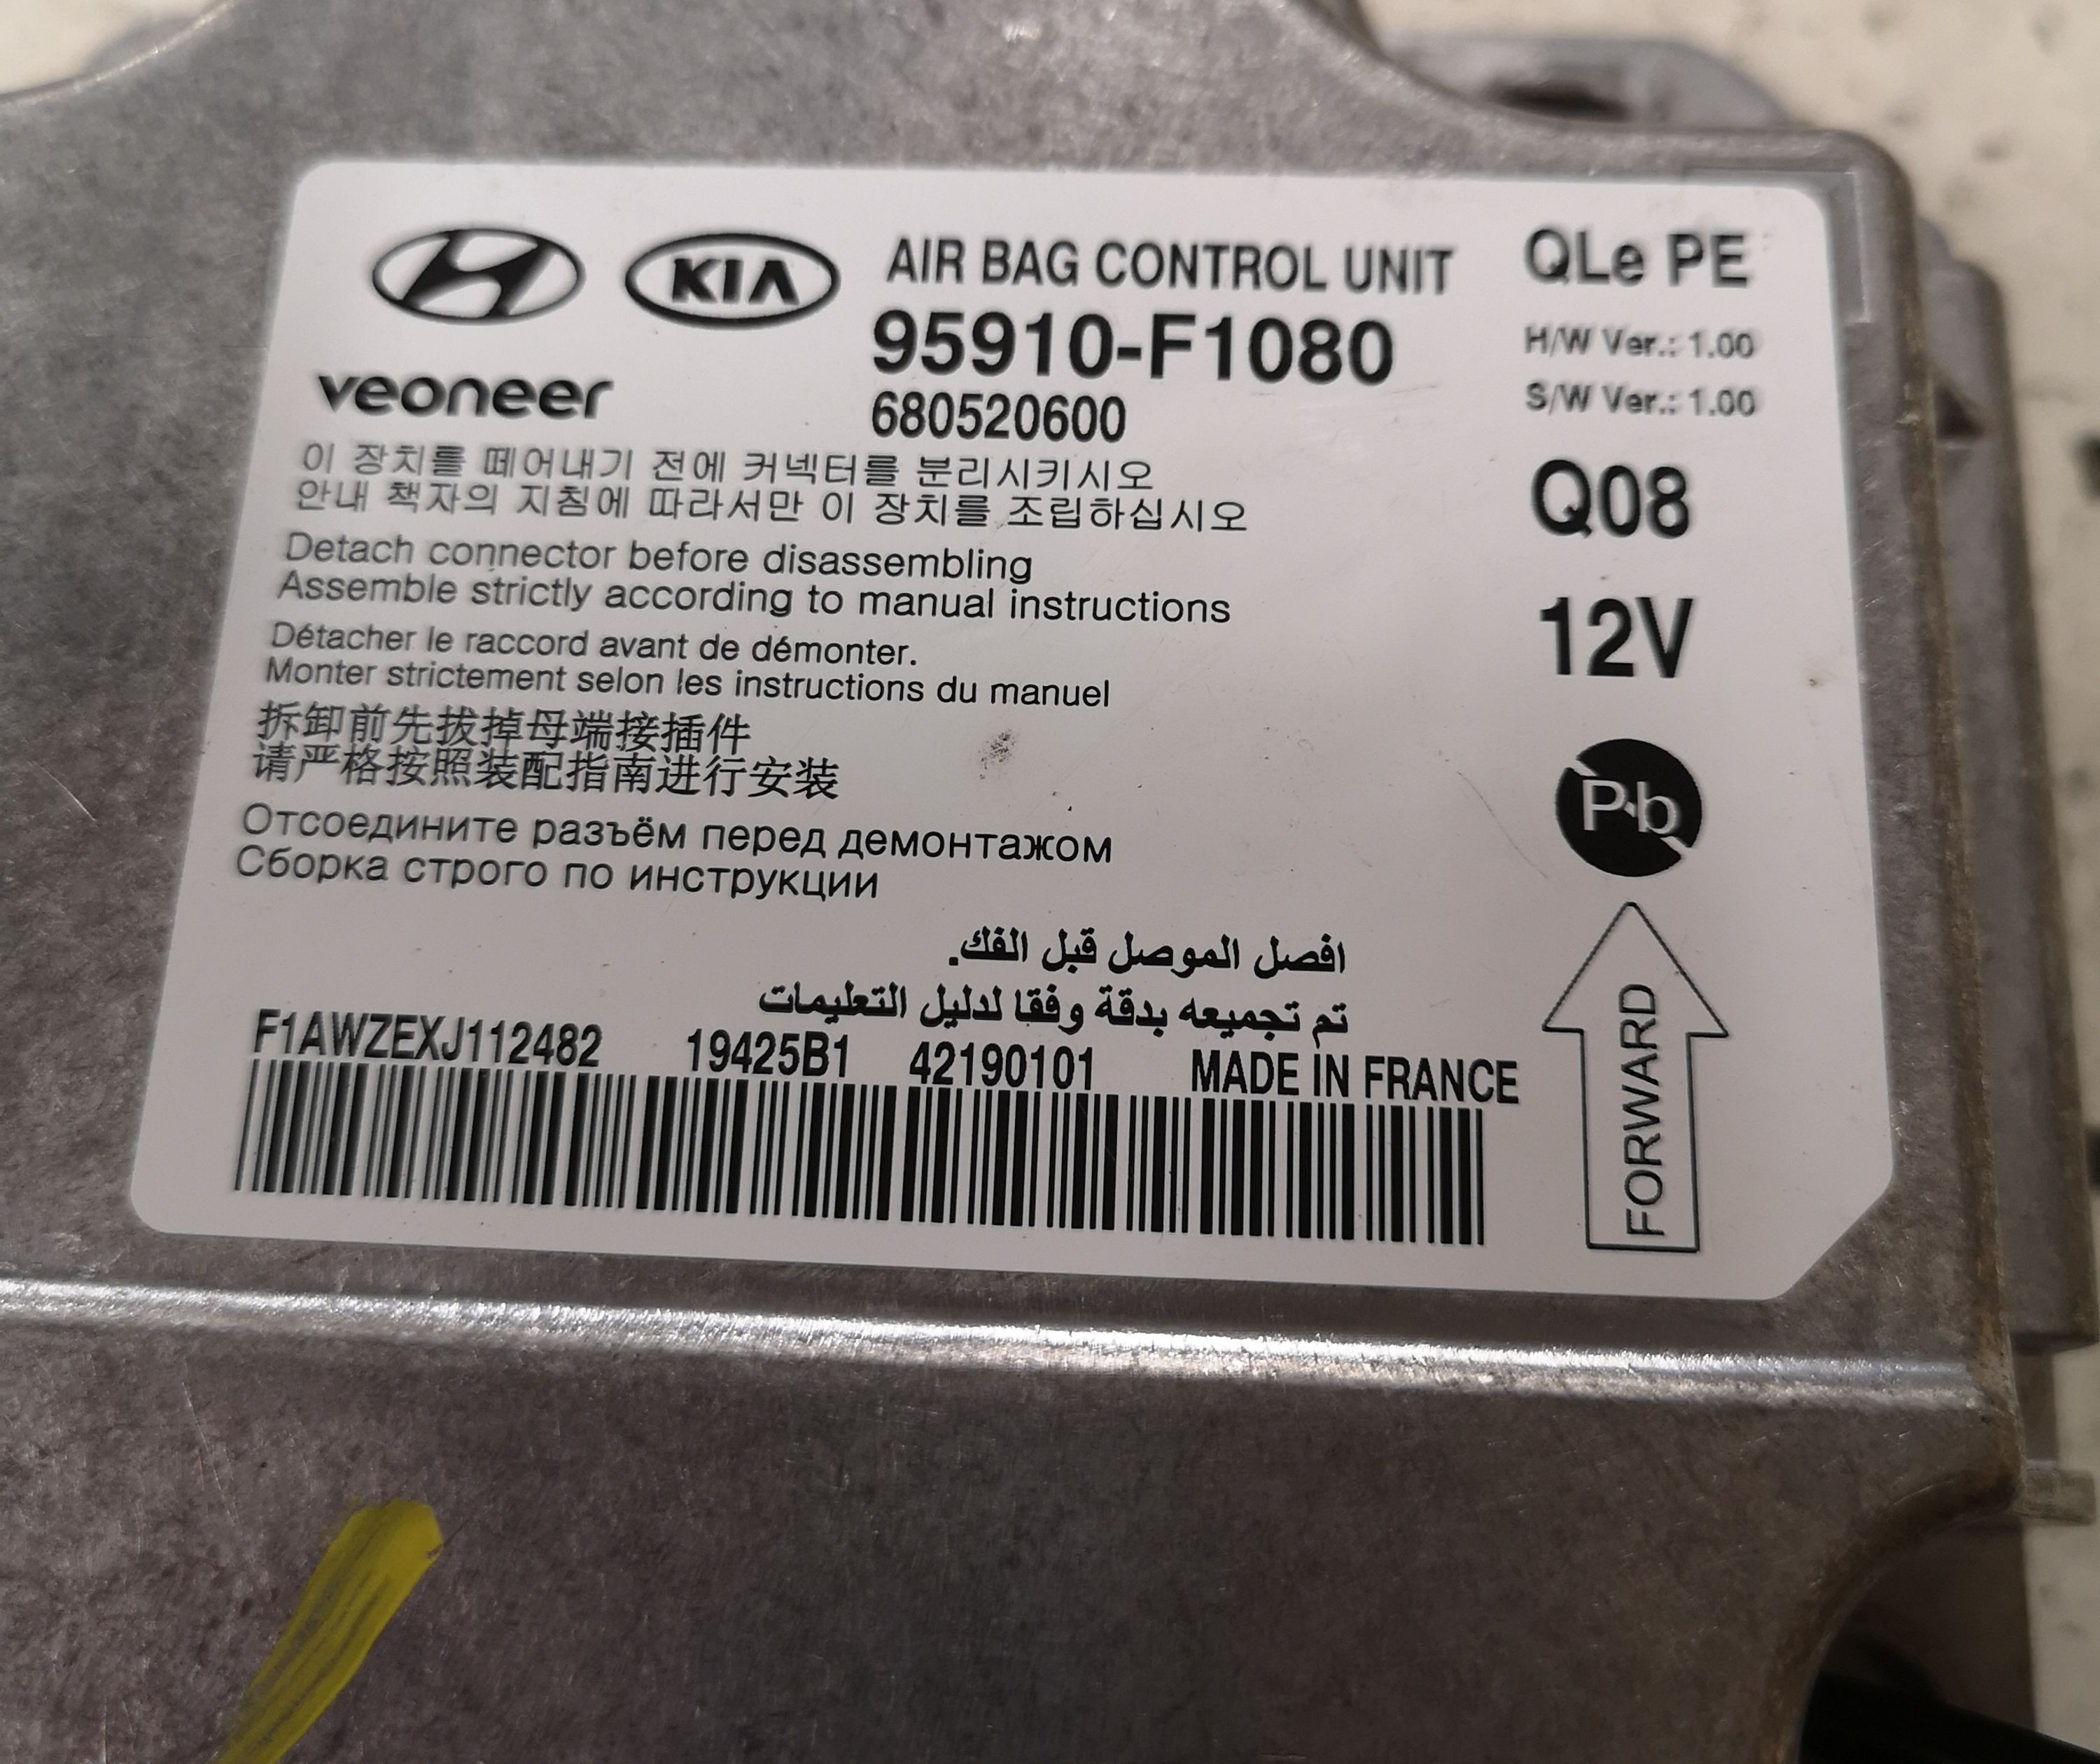 KIA
AIR BAG CONTROL UNIT
QLe PE
95910-F1080
H/W Ver.: 1.00
veoneer
680520600
S/W Ver.: 1.00
이 장치를 떼어내기 전에 커넥터를 분리시키시오
안내 책자의 지침에 따라서만 이 장치를 조립하십시오
Q08
Detach connector before disassembling
Assemble strictly according to manual instructions
12V
Détacher le raccord avant de démonter.
Monter strictement selon les instructions du manuel
拆卸前先拔掉母端接插件
请严格按照装配指南进行安装
Pb
Отсоедините разъём перед демонтажом
Сборка строго по инструкции
افصل الموصل قبل الفك.
تم تجميعه بدقة وفقا لدليل التعليمات
F1AWZEXJ112482 19425B1 42190101 MADE IN FRANCE
FORWARD